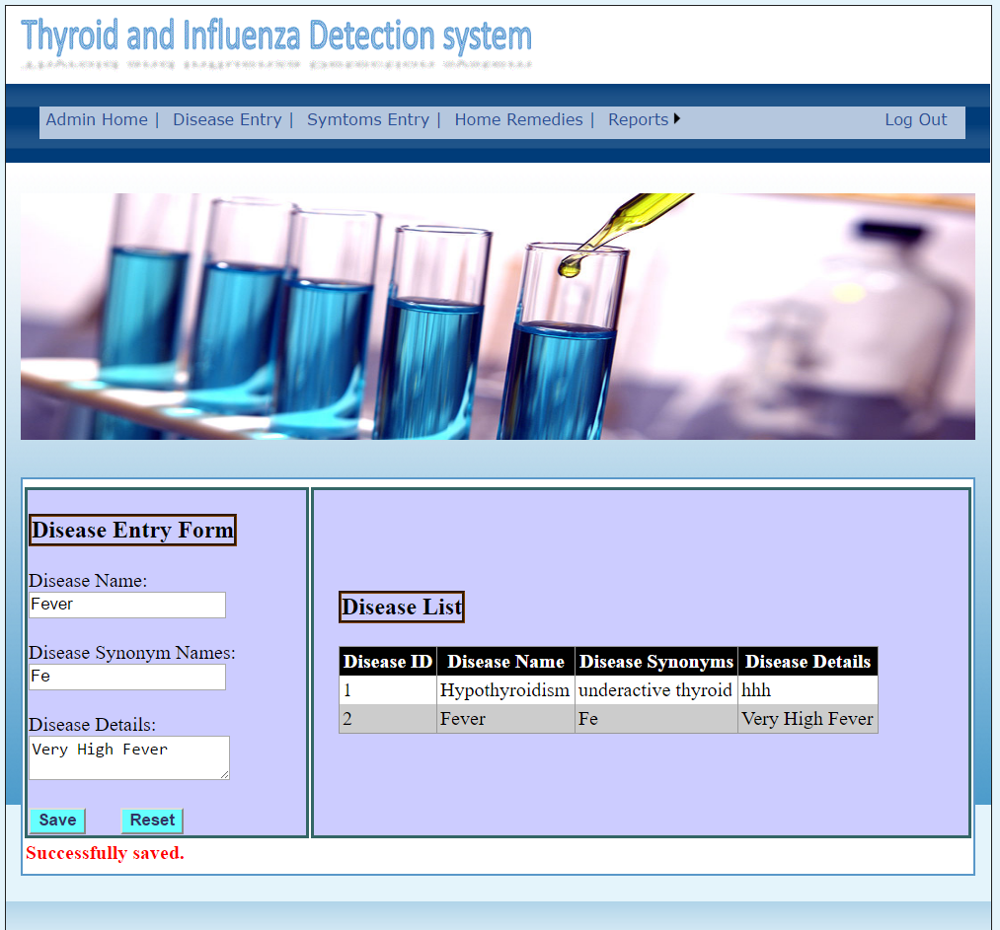 Thyroid and Influenza Detection system
Admin Home | Disease Entry | Symtoms Entry | Home Remedies | Reports Log Out
Disease Entry Form
Disease Name:
Fever
Disease Synonym Names:
Fe
Disease Details:
Very High Fever
Save Reset
Successfully saved.
Disease List
Disease ID Disease Name Disease Synonyms Disease Details
1 Hypothyroidism underactive thyroid hhh
2 Fever Fe Very High Fever